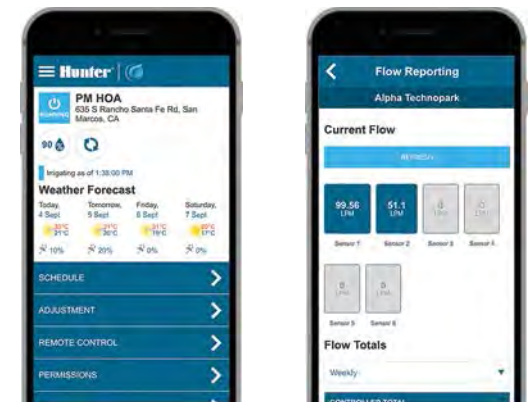 Hunter
PM HOA
635 S Rancho Santa Fe Rd, San
Marcos, CA
RUNNING
90
Irrigating as of 1:38:00 PM
Weather Forecast
Today, Tomorrow, Friday, Saturday,
4 Sept 5 Sept 6 Sept 7 Sept
10% 20% 0% 0%
SCHEDULE
ADJUSTMENT
REMOTE CONTROL
PERMISSIONS
Flow Reporting
Alpha Technopark
Current Flow
REFRESH
99.56 51.1 0 0
LPM LPM LPM LPM
Sensor 1 Sensor 2 Sensor 3 Sensor 4
0 0
LPM LPM
Sensor 5 Sensor 6
Flow Totals
Weekly
CONTROLLER TOTAL